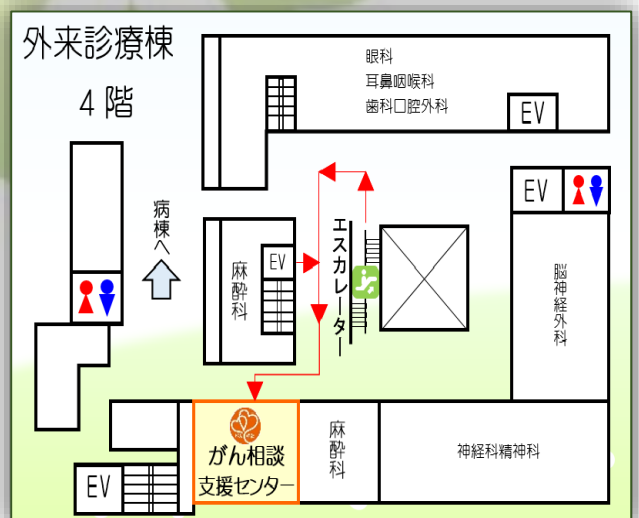 外来診療棟
4階
眼科
耳鼻咽喉科
歯科口腔外科
EV
EV
病棟へ
麻酔科
EV
エスカレーター
脳神経外科
がん相談
支援センター
麻酔科
神経科精神科
EV